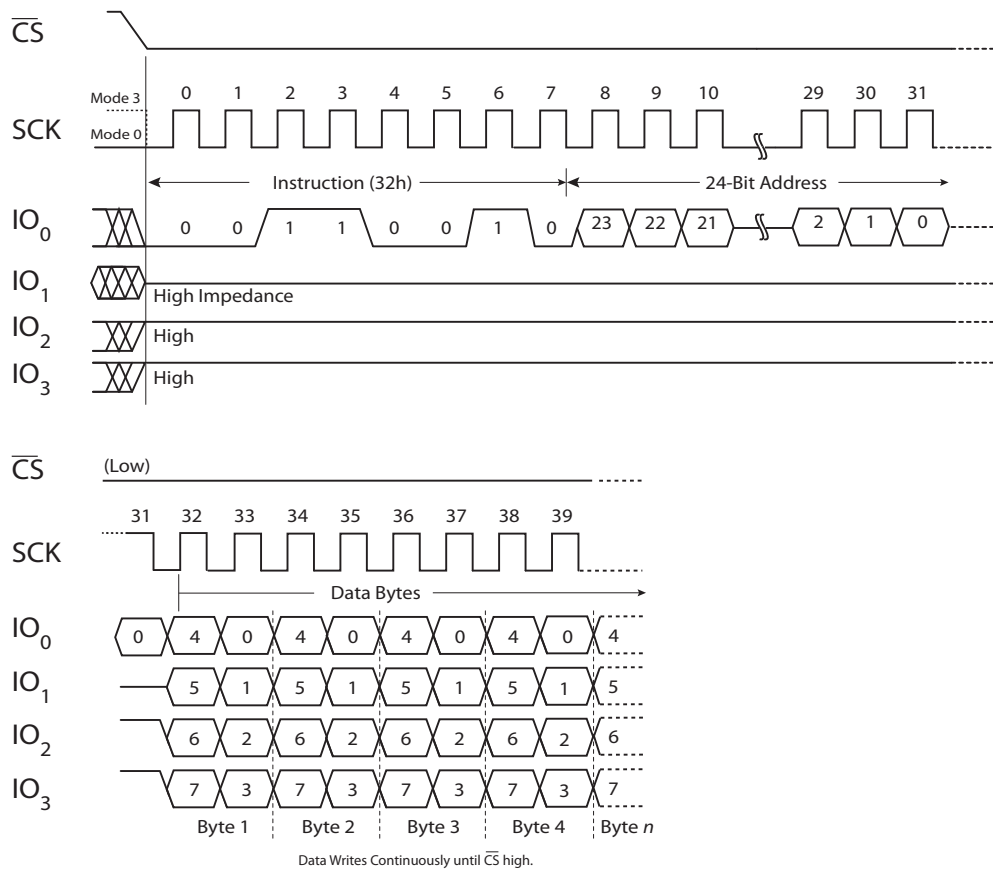 CS
0 1 2 3 4 5 6 7 8 9 10 29 30 31
Mode 3
SCK
Mode 0
Instruction (32h) 24-Bit Address
IO0 0 0 1 1 0 0 1 0 23 22 21 2 1 0
IO1
High Impedance
IO2
High
IO3
High
CS (Low)
31 32 33 34 35 36 37 38 39
SCK
Data Bytes
IO0 0 4 0 4 0 4 0 4 0 4
IO1 5 1 5 1 5 1 5 1 5
IO2 6 2 6 2 6 2 6 2 6
IO3 7 3 7 3 7 3 7 3 7
Byte 1 Byte 2 Byte 3 Byte 4 Byte n
Data Writes Continuously until CS high.